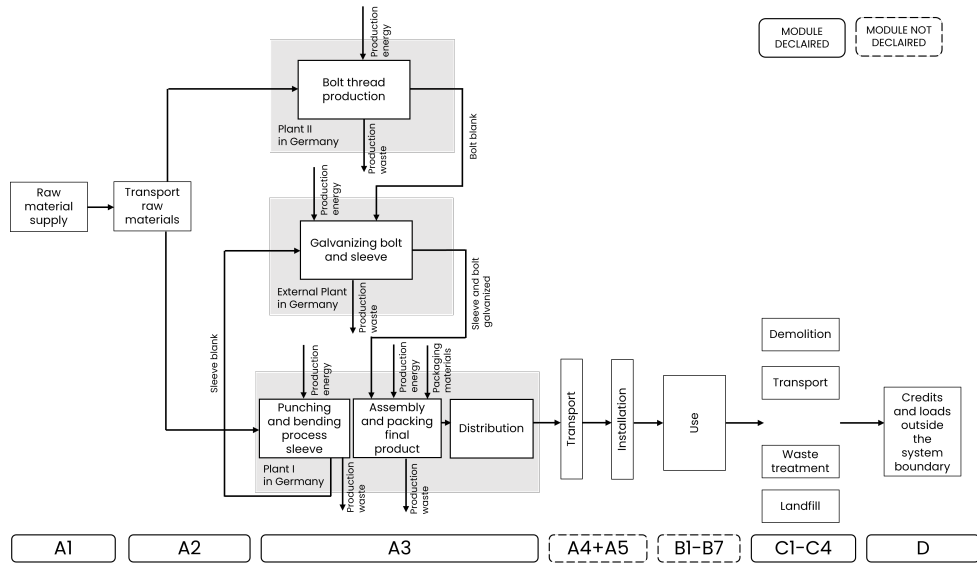 MODULE
DECLAIRED
MODULE NOT
DECLAIRED
Production
energy
Bolt thread
production
Plant II
in Germany
Production
waste
Bolt blank
Raw
material
supply
Transport
raw
materials
Production
energy
Galvanizing bolt
and sleeve
External Plant
in Germany
Production
waste
Sleeve and bolt
galvanized
Sleeve blank
Production
energy
Production
energy
Packaging
materials
Punching
and bending
process
sleeve
Assembly
and packing
final
product
Distribution
Plant I
in Germany
Production
waste
Production
waste
Transport
Installation
Use
Demolition
Transport
Waste
treatment
Landfill
Credits
and loads
outside
the
system
boundary
A1
A2
A3
A4+A5
B1-B7
C1-C4
D